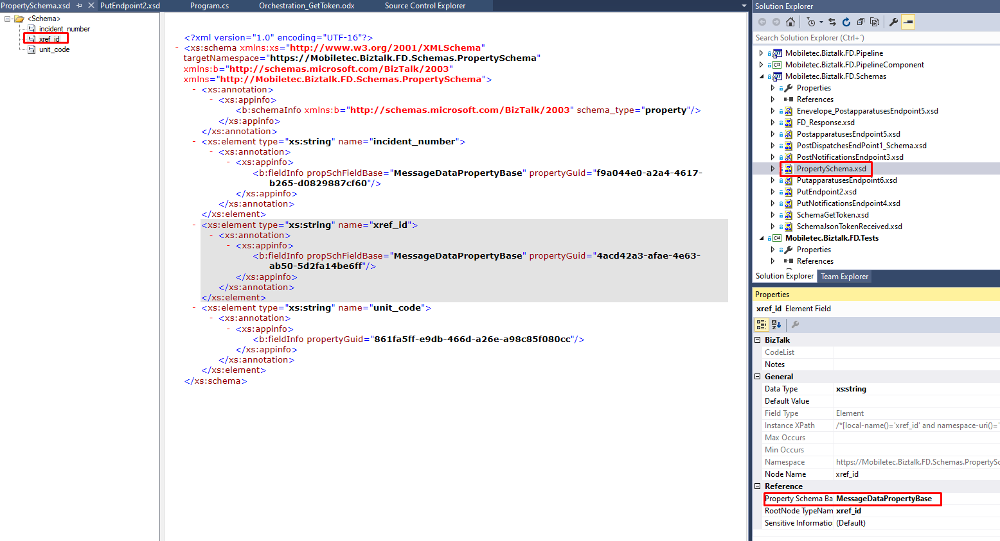 PropertySchema.xsd
PutEndpoint2.xsd
Program.cs
Orchestration_GetToken.odx
Source Control Explorer
<Schema>
incident_number
xref_id
unit_code
<?xml version="1.0" encoding="UTF-16"?>
- <xs:schema xmlns:xs="http://www.w3.org/2001/XMLSchema"
targetNamespace="https://Mobiletec.Biztalk.FD.Schemas.PropertySchema"
xmlns:b="http://schemas.microsoft.com/BizTalk/2003"
xmlns="http://Mobiletec.Biztalk.FD.Schemas.PropertySchema">
- <xs:annotation>
- <xs:appinfo>
<b:schemaInfo xmlns:b="http://schemas.microsoft.com/BizTalk/2003" schema_type="property"/>
</xs:appinfo>
</xs:annotation>
- <xs:element type="xs:string" name="incident_number">
- <xs:annotation>
- <xs:appinfo>
<b:fieldInfo propSchFieldBase="MessageDataPropertyBase" propertyGuid="f9a044e0-a2a4-4617-
b265-d0829887cf60"/>
</xs:appinfo>
</xs:annotation>
</xs:element>
- <xs:element type="xs:string" name="xref_id">
- <xs:annotation>
- <xs:appinfo>
<b:fieldInfo propSchFieldBase="MessageDataPropertyBase" propertyGuid="4acd42a3-afae-4e63-
ab50-5d2fa14be6ff"/>
</xs:appinfo>
</xs:annotation>
</xs:element>
- <xs:element type="xs:string" name="unit_code">
- <xs:annotation>
- <xs:appinfo>
<b:fieldInfo propertyGuid="861fa5ff-e9db-466d-a26e-a98c85f080cc"/>
</xs:appinfo>
</xs:annotation>
</xs:element>
</xs:schema>
Solution Explorer
Search Solution Explorer (Ctrl+´)
Mobiletec.Biztalk.FD.Pipeline
C# Mobiletec.Biztalk.FD.PipelineComponent
Mobiletec.Biztalk.FD.Schemas
Properties
References
Enevelope_PostapparatusesEndpoint5.xsd
FD_Response.xsd
PostapparatusesEndpoint5.xsd
PostDispatchesEndPoint1_Schema.xsd
PostNotificationsEndpoint3.xsd
PropertySchema.xsd
PutapparatusesEndpoint6.xsd
PutEndpoint2.xsd
PutNotificationsEndpoint4.xsd
SchemaGetToken.xsd
SchemaJsonTokenReceived.xsd
C# Mobiletec.Biztalk.FD.Tests
Properties
References
Solution Explorer
Team Explorer
Properties
xref_id Element Field
BizTalk
CodeList
Notes
General
Data Type xs:string
Default Value
Field Type Element
Instance XPath /*[local-name()='xref_id' and namespace-uri()='
Max Occurs
Min Occurs
Namespace https://Mobiletec.Biztalk.FD.Schemas.PropertySc
Node Name xref_id
Reference
Property Schema Ba MessageDataPropertyBase
RootNode TypeNam xref_id
Sensitive Informatio (Default)